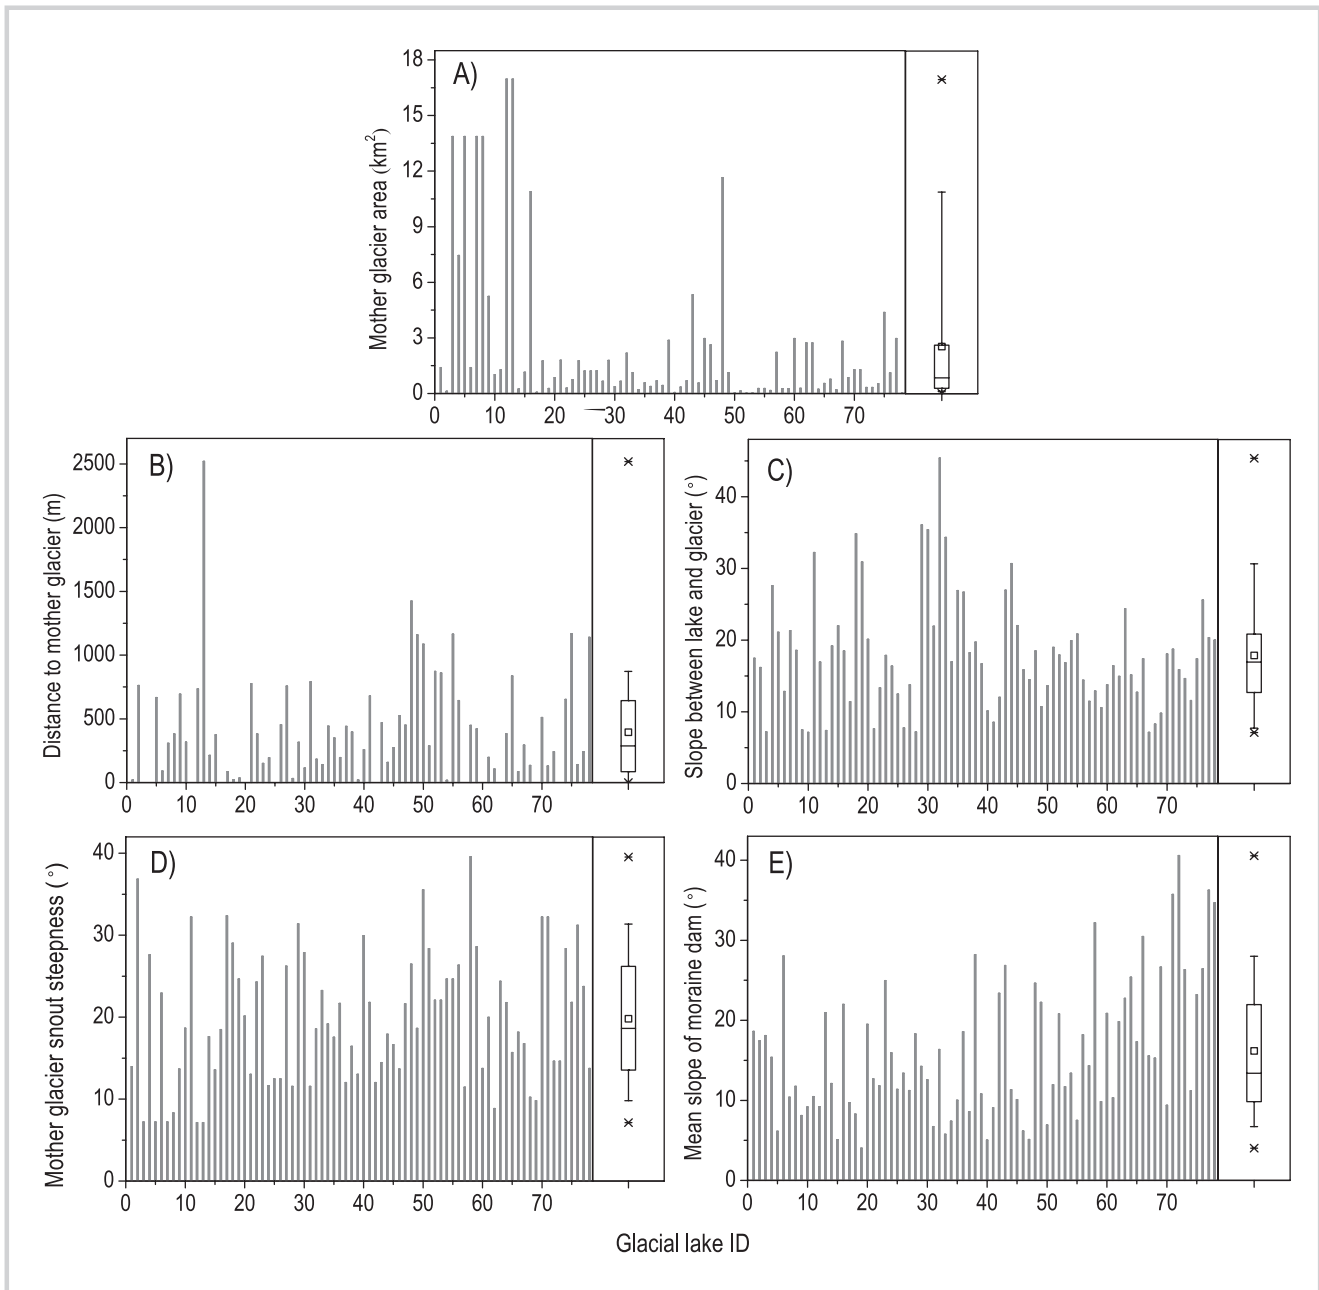 A)
Mother glacier area (km²)
18
15
12
9
6
3
0
0 10 20 30 40 50 60 70
B)
Distance to mother glacier (m)
2500
2000
1500
1000
500
0
0 10 20 30 40 50 60 70
C)
Slope between lake and glacier (°)
40
30
20
10
0
0 10 20 30 40 50 60 70
D)
Mother glacier snout steepness (°)
40
30
20
10
0
0 10 20 30 40 50 60 70
E)
Mean slope of moraine dam (°)
40
30
20
10
0
0 10 20 30 40 50 60 70
Glacial lake ID